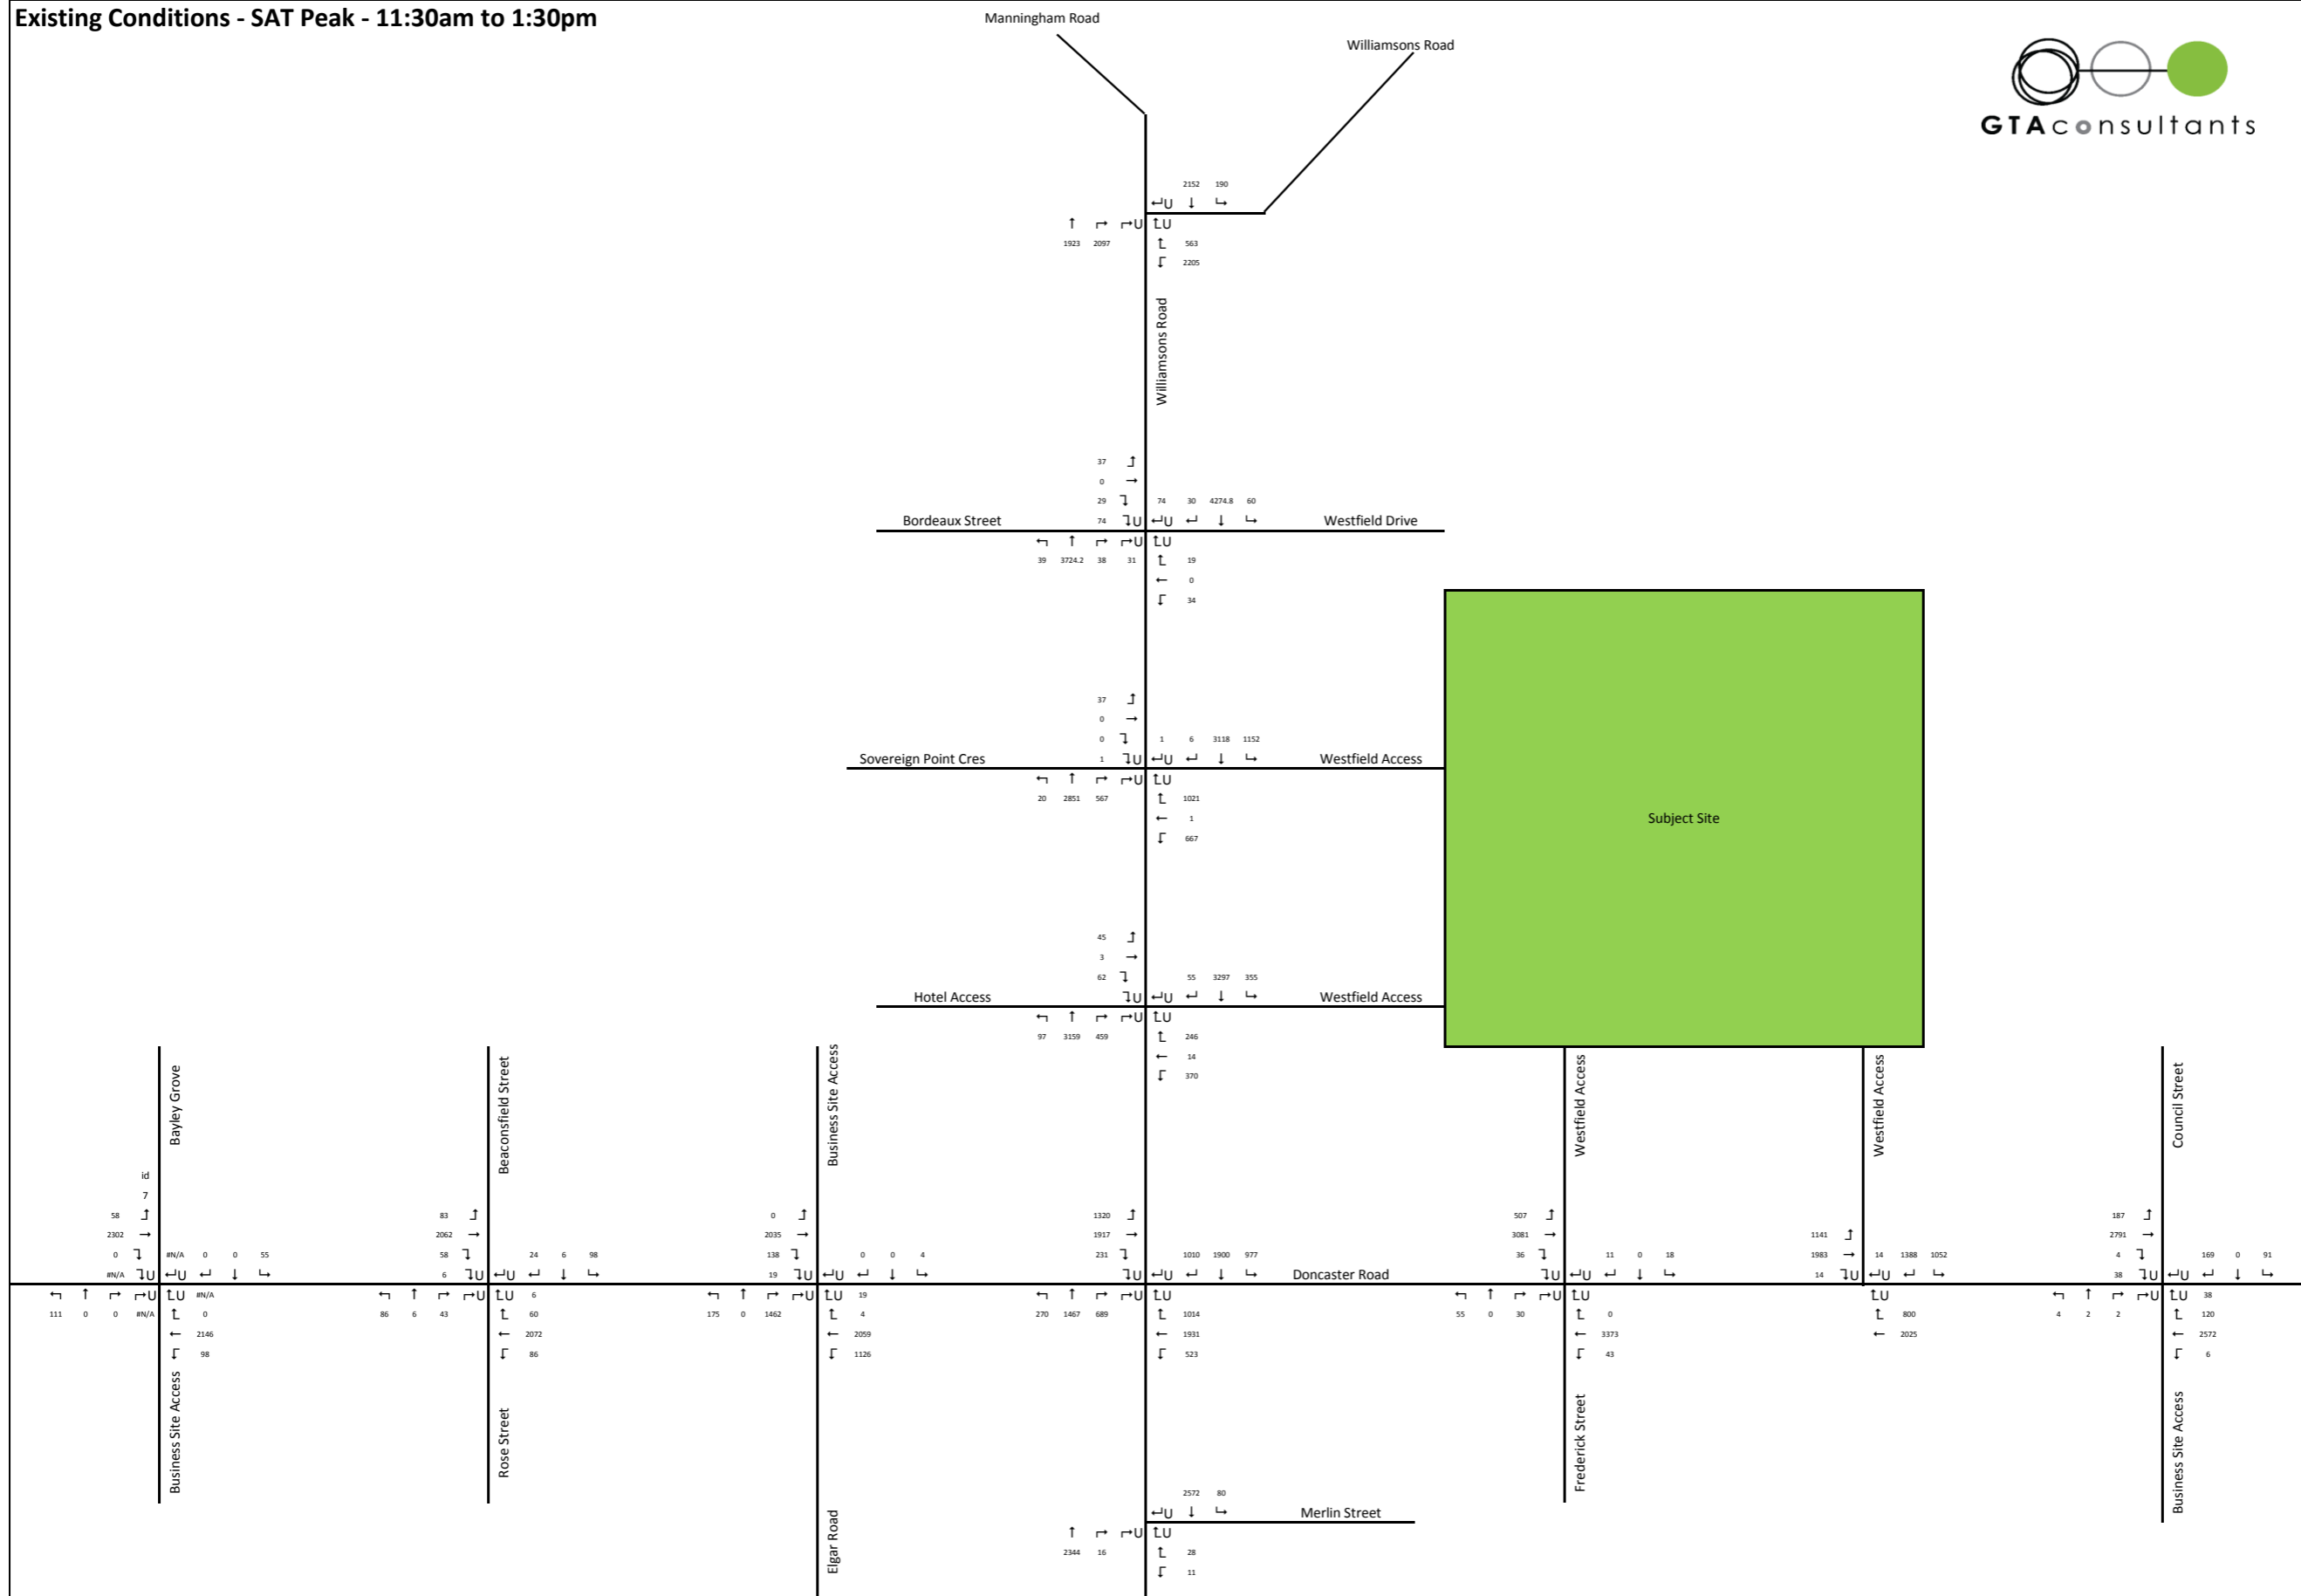 Existing Conditions - SAT Peak - 11:30am to 1:30pm
Manningham Road
Williamsons Road
GTAconsultants
2152 190
U
U U
1923 2097 563
2205
Williamsons Road
37
0
29 74 30 4274.8 60
Bordeaux Street 74 U U Westfield Drive
U U
39 3724.2 38 31 19
0
34
37
0
0 1 6 3118 1152
Sovereign Point Cres 1 U U Westfield Access
U U
20 2851 567 1021
1
667
Subject Site
45
3
62 55 3297 355
Hotel Access U U Westfield Access
U U
97 3159 459 246
14
370
Bayley Grove
Beaconsfield Street
Business Site Access
Westfield Access
Westfield Access
Council Street
id
7
58 83 0 1320 507 187
2302 2062 2035 1917 3081 1141 2791
0 #N/A 0 0 55 58 24 6 98 138 0 0 4 231 1010 1900 977 36 11 0 18 1983 14 1388 1052 4 169 0 91
#N/A U U 6 U U 19 U U U U Doncaster Road U U 14 U U 38 U U
U U #N/A U U 6 U U 19 U U U U U U U 38
111 0 0 #N/A 0 86 6 43 60 175 0 1462 4 270 1467 689 1014 55 0 30 0 800 4 2 2 120
2146 2072 2059 1931 3373 2025 2572
98 86 1126 523 43 6
Business Site Access
Rose Street
Elgar Road
Frederick Street
Business Site Access
2572 80
U Merlin Street
U U
2344 16 28
11